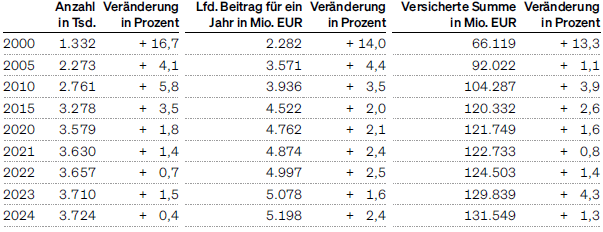 Anzahl Veränderung Lfd. Beitrag für ein Veränderung Versicherte Summe Veränderung
in Tsd. in Prozent Jahr in Mio. EUR in Prozent in Mio. EUR in Prozent
2000 1.332 + 16,7 2.282 + 14,0 66.119 + 13,3
2005 2.273 + 4,1 3.571 + 4,4 92.022 + 1,1
2010 2.761 + 5,8 3.936 + 3,5 104.287 + 3,9
2015 3.278 + 3,5 4.522 + 2,0 120.332 + 2,6
2020 3.579 + 1,8 4.762 + 2,1 121.749 + 1,6
2021 3.630 + 1,4 4.874 + 2,4 122.733 + 0,8
2022 3.657 + 0,7 4.997 + 2,5 124.503 + 1,4
2023 3.710 + 1,5 5.078 + 1,6 129.839 + 4,3
2024 3.724 + 0,4 5.198 + 2,4 131.549 + 1,3